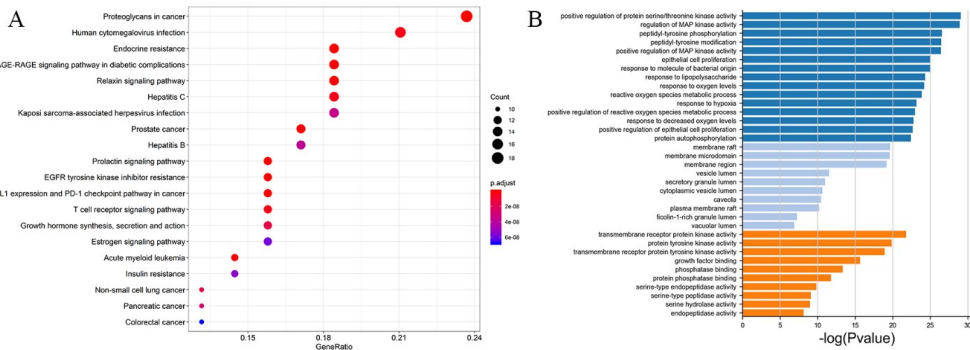 A
Proteoglycans in cancer
Human cytomegalovirus infection
Endocrine resistance
AGE-RAGE signaling pathway in diabetic complications
Relaxin signaling pathway
Hepatitis C
Kaposi sarcoma-associated herpesvirus infection
Prostate cancer
Hepatitis B
Prolactin signaling pathway
EGFR tyrosine kinase inhibitor resistance
L1 expression and PD-1 checkpoint pathway in cancer
T cell receptor signaling pathway
Growth hormone synthesis, secretion and action
Estrogen signaling pathway
Acute myeloid leukemia
Insulin resistance
Non-small cell lung cancer
Pancreatic cancer
Colorectal cancer
0.15 0.18 0.21 0.24
GeneRatio
Count
10
12
14
16
18
p.adjust
2e-08
4e-08
6e-08
B
positive regulation of protein serine/threonine kinase activity
regulation of MAP kinase activity
peptidyl-tyrosine phosphorylation
peptidyl-tyrosine modification
positive regulation of MAP kinase activity
epithelial cell proliferation
response to molecule of bacterial origin
response to lipopolysaccharide
response to oxygen levels
reactive oxygen species metabolic process
response to hypoxia
positive regulation of reactive oxygen species metabolic process
response to decreased oxygen levels
positive regulation of epithelial cell proliferation
protein autophosphorylation
membrane raft
membrane microdomain
membrane region
vesicle lumen
secretory granule lumen
cytoplasmic vesicle lumen
caveola
plasma membrane raft
ficolin-1-rich granule lumen
vacuolar lumen
transmembrane receptor protein kinase activity
protein tyrosine kinase activity
transmembrane receptor protein tyrosine kinase activity
growth factor binding
phosphatase binding
protein phosphatase binding
serine-type endopeptidase activity
serine-type peptidase activity
serine hydrolase activity
endopeptidase activity
0 5 10 15 20 25 30
-log(Pvalue)